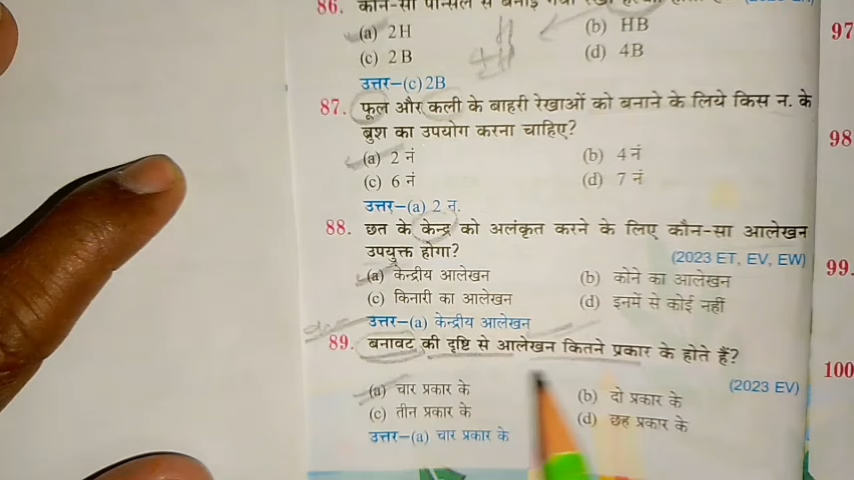 86. कौन-सी पेन्सिल से बनाई गयी रेखा
(a) 2H (b) HB
(c) 2B (d) 4B
उत्तर–(c) 2B
87. फूल और कली के बाहरी रेखाओं को बनाने के लिये किस न. के
ब्रुश का उपयोग करना चाहिए?
(a) 2 नं (b) 4 नं
(c) 6 नं (d) 7 नं
उत्तर–(a) 2 न.
88. छत के केन्द्र को अलंकृत करने के लिए कौन-सा आलेखन
उपयुक्त होगा? (2023 ET, EV, EW)
(a) केन्द्रीय आलेखन (b) कोने का आलेखन
(c) किनारी का आलेखन (d) इनमें से कोई नहीं
उत्तर–(a) केन्द्रीय आलेखन
89. बनावट की दृष्टि से आलेखन कितने प्रकार के होते हैं?
(2023 EV)
(a) चार प्रकार के (b) दो प्रकार के
(c) तीन प्रकार के (d) छह प्रकार के
उत्तर–(a) चार प्रकार के
97
98
99.
100